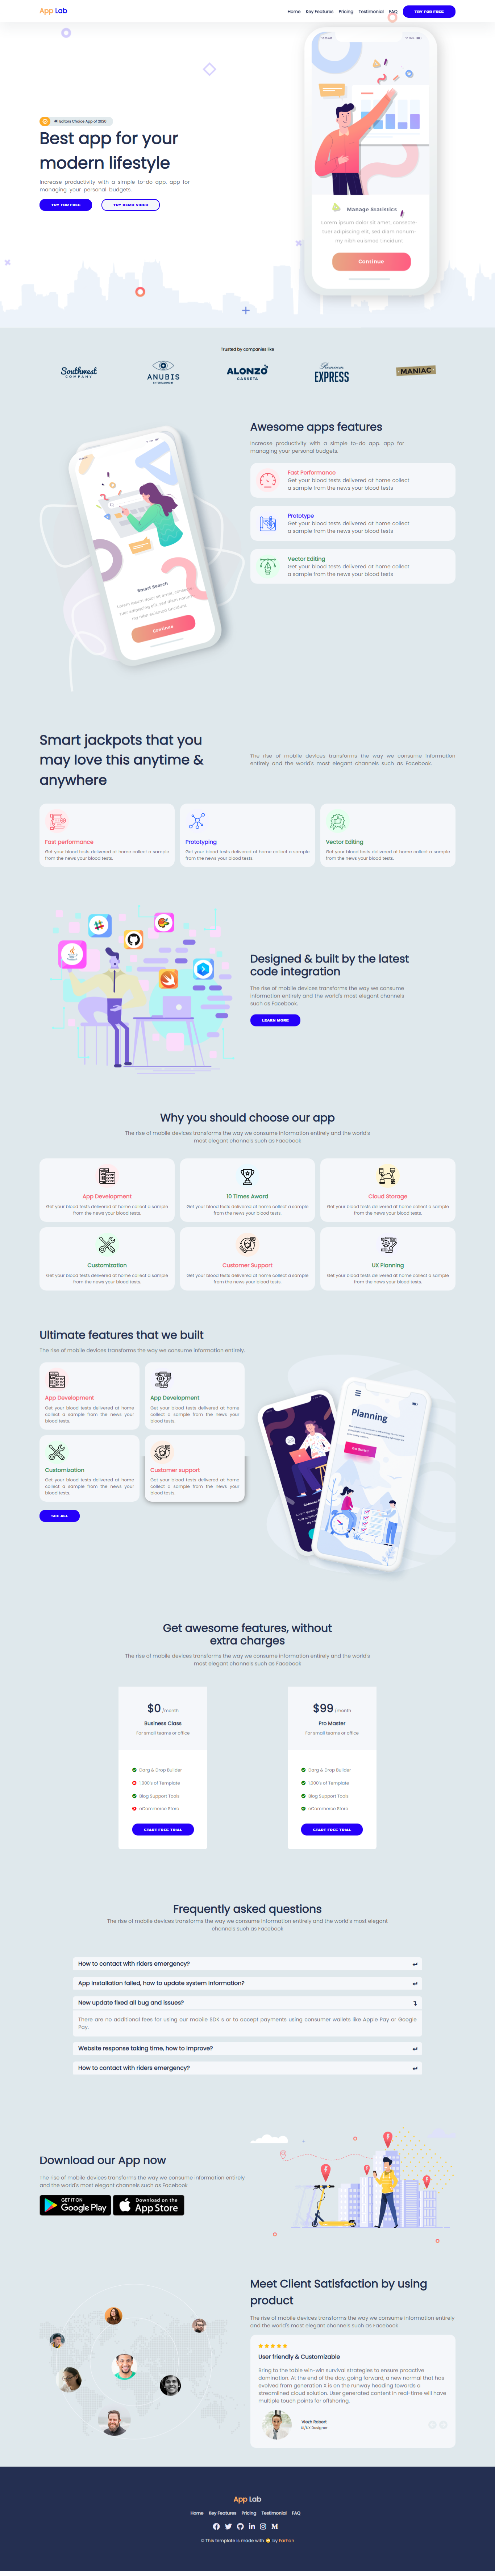 App Lab
Home Key Features Pricing Testimonial FAQ TRY FOR FREE
#1 Editors Choice App of 2020
Best app for your
modern lifestyle
Increase productivity with a simple to-do app. app for
managing your personal budgets.
TRY FOR FREE TRY DEMO VIDEO
Manage Statistics
Lorem ipsum dolor sit amet, consecte-
tuer adipiscing elit, sed diam nonum-
my nibh euismod tincidunt
Continue
Trusted by companies like
Southwest
COMPANY
ANUBIS
ALONZO
CASSETA
Premium
EXPRESS
MANIAC
Awesome apps features
Increase productivity with a simple to-do app. app for
managing your personal budgets.
Fast Performance
Get your blood tests delivered at home collect
a sample from the news your blood tests
Prototype
Get your blood tests delivered at home collect
a sample from the news your blood tests
Vector Editing
Get your blood tests delivered at home collect
a sample from the news your blood tests
Smart Search
Continue
Smart jackpots that you
may love this anytime &
anywhere
The rise of mobile devices transforms the way we consume information
entirely and the world's most elegant channels such as Facebook.
Fast performance
Get your blood tests delivered at home collect a sample
from the news your blood tests.
Prototyping
Get your blood tests delivered at home collect a sample
from the news your blood tests.
Vector Editing
Get your blood tests delivered at home collect a sample
from the news your blood tests.
Designed & built by the latest
code integration
The rise of mobile devices transforms the way we consume
information entirely and the world's most elegant channels
such as Facebook
LEARN MORE
Why you should choose our app
The rise of mobile devices transforms the way we consume information entirely and the world's
most elegant channels such as Facebook
App Development
Get your blood tests delivered at home collect a sample
from the news your blood tests.
10 Times Award
Get your blood tests delivered at home collect a sample
from the news your blood tests.
Cloud Storage
Get your blood tests delivered at home collect a sample
from the news your blood tests.
Customization
Get your blood tests delivered at home collect a sample
from the news your blood tests.
Customer Support
Get your blood tests delivered at home collect a sample
from the news your blood tests.
UX Planning
Get your blood tests delivered at home collect a sample
from the news your blood tests.
Ultimate features that we built
The rise of mobile devices transforms the way we consume information entirely.
App Development
Get your blood tests delivered at home
collect a sample from the news your
blood tests.
App Development
Get your blood tests delivered at home
collect a sample from the news your
blood tests.
Customization
Get your blood tests delivered at home
collect a sample from the news your
blood tests.
Customer support
Get your blood tests delivered at home
collect a sample from the news your
blood tests.
SEE ALL
Planning
Get awesome features, without
extra charges
The rise of mobile devices transforms the way we consume information entirely and the world's
most elegant channels such as Facebook
$0 /month
Business Class
For small teams or office
Darg & Drop Builder
1,000's of Template
Blog Support Tools
eCommerce Store
START FREE TRIAL
$99 /month
Pro Master
For small teams or office
Darg & Drop Builder
1,000's of Template
Blog Support Tools
eCommerce Store
START FREE TRIAL
Frequently asked questions
The rise of mobile devices transforms the way we consume information entirely and the world's most elegant
channels such as Facebook
How to contact with riders emergency?
App installation failed, how to update system information?
New update fixed all bug and issues?
There are no additional fees for using our mobile SDK s or to accept payments using consumer wallets like Apple Pay or Google
Pay.
Website response taking time, how to improve?
How to contact with riders emergency?
Download our App now
The rise of mobile devices transforms the way we consume information entirely
and the world's most elegant channels such as Facebook
GET IT ON
Google Play
Download on the
App Store
Meet Client Satisfaction by using
product
The rise of mobile devices transforms the way we consume information entirely
and the world's most elegant channels such as Facebook
User friendly & Customizable
Bring to the table win-win survival strategies to ensure proactive
domination. At the end of the day, going forward, a new normal that has
evolved from generation X is on the runway heading towards a
streamlined cloud solution. User generated content in real-time will have
multiple touch points for offshoring.
Vlash Robert
UI/UX Designer
App Lab
Home Key Features Pricing Testimonial FAQ
© This template is made with by Farhan